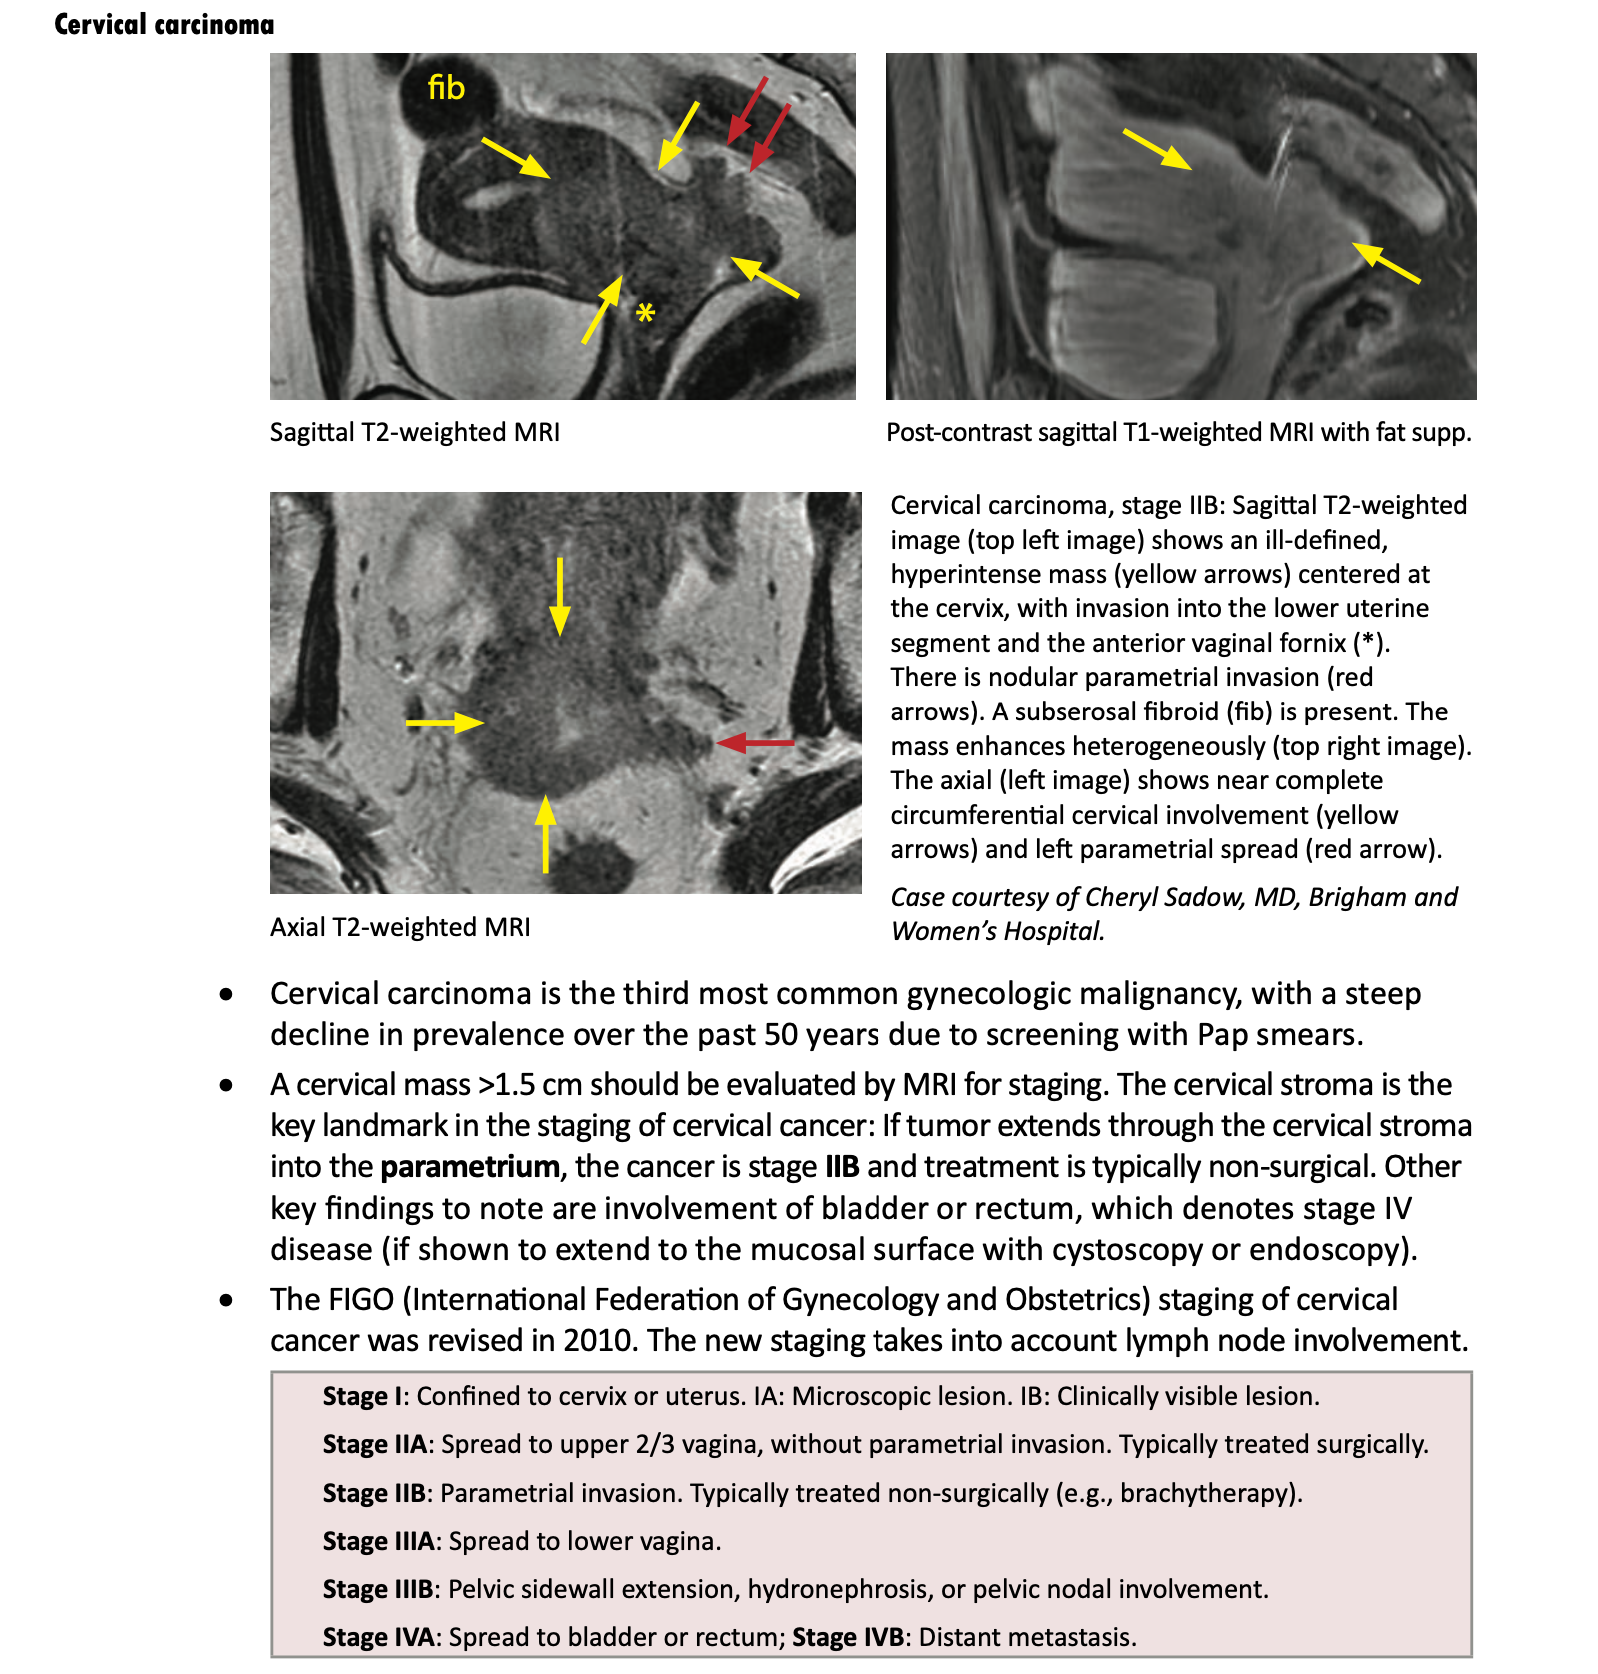 Cervical carcinoma
fib
*
Sagittal T2-weighted MRI
Post-contrast sagittal T1-weighted MRI with fat supp.
Axial T2-weighted MRI
Cervical carcinoma, stage IIB: Sagittal T2-weighted
image (top left image) shows an ill-defined,
hyperintense mass (yellow arrows) centered at
the cervix, with invasion into the lower uterine
segment and the anterior vaginal fornix (*).
There is nodular parametrial invasion (red
arrows). A subserosal fibroid (fib) is present. The
mass enhances heterogeneously (top right image).
The axial (left image) shows near complete
circumferential cervical involvement (yellow
arrows) and left parametrial spread (red arrow).
Case courtesy of Cheryl Sadow, MD, Brigham and
Women's Hospital.
• Cervical carcinoma is the third most common gynecologic malignancy, with a steep
decline in prevalence over the past 50 years due to screening with Pap smears.
• A cervical mass >1.5 cm should be evaluated by MRI for staging. The cervical stroma is the
key landmark in the staging of cervical cancer: If tumor extends through the cervical stroma
into the parametrium, the cancer is stage IIB and treatment is typically non-surgical. Other
key findings to note are involvement of bladder or rectum, which denotes stage IV
disease (if shown to extend to the mucosal surface with cystoscopy or endoscopy).
• The FIGO (International Federation of Gynecology and Obstetrics) staging of cervical
cancer was revised in 2010. The new staging takes into account lymph node involvement.
Stage I: Confined to cervix or uterus. IA: Microscopic lesion. IB: Clinically visible lesion.
Stage IIA: Spread to upper 2/3 vagina, without parametrial invasion. Typically treated surgically.
Stage IIB: Parametrial invasion. Typically treated non-surgically (e.g., brachytherapy).
Stage IIIA: Spread to lower vagina.
Stage IIIB: Pelvic sidewall extension, hydronephrosis, or pelvic nodal involvement.
Stage IVA: Spread to bladder or rectum; Stage IVB: Distant metastasis.